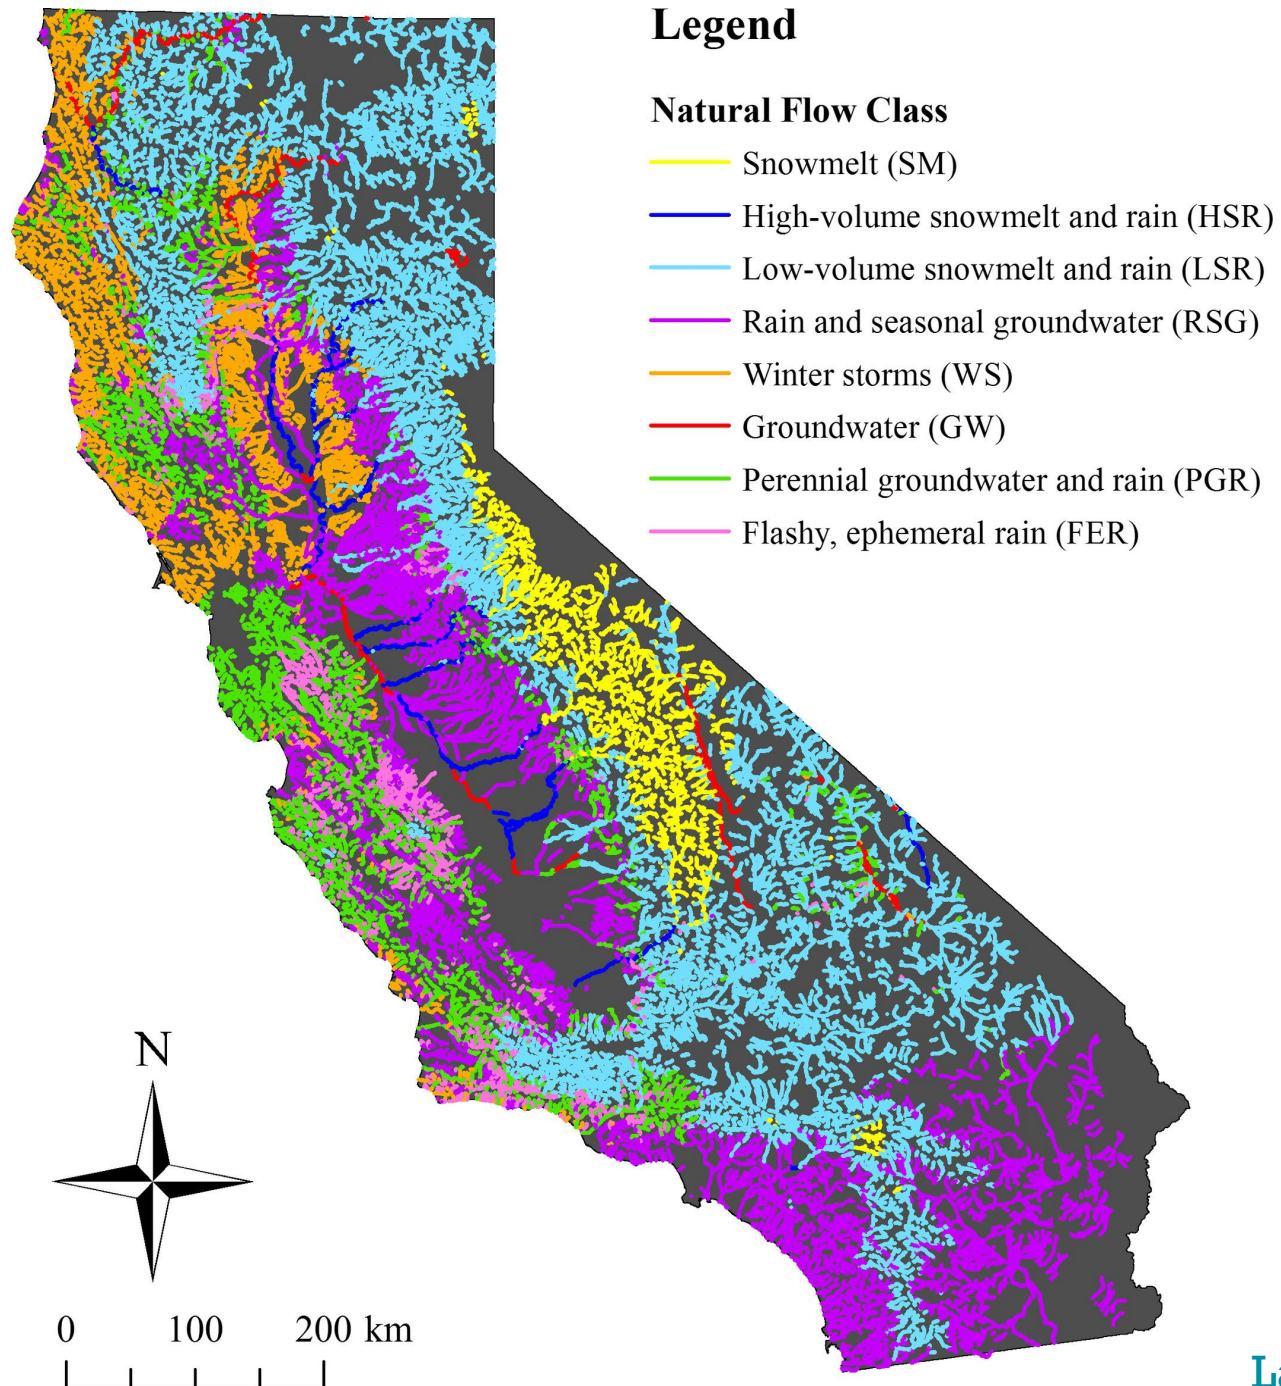 Legend
Natural Flow Class
Snowmelt (SM)
High-volume snowmelt and rain (HSR)
Low-volume snowmelt and rain (LSR)
Rain and seasonal groundwater (RSG)
Winter storms (WS)
Groundwater (GW)
Perennial groundwater and rain (PGR)
Flashy, ephemeral rain (FER)
N
0 100 200 km